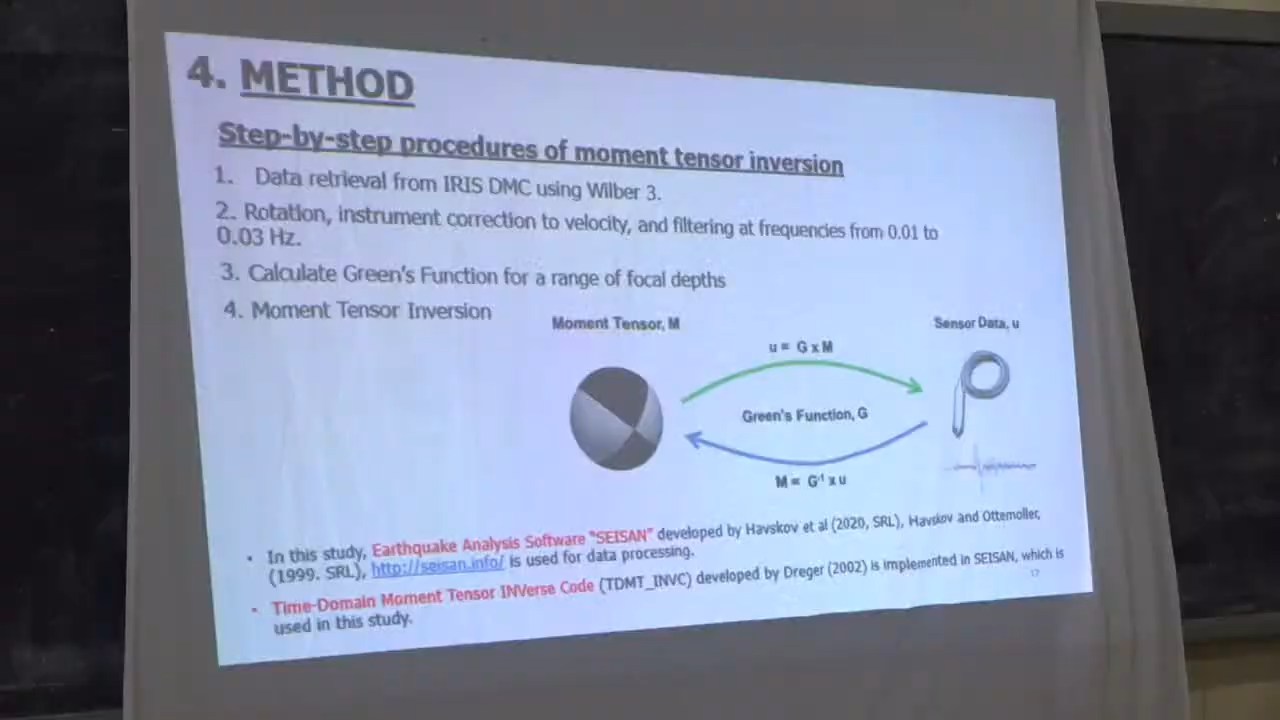 4. METHOD
Step-by-step procedures of moment tensor inversion
1. Data retrieval from IRIS DMC using Wilber 3.
2. Rotation, instrument correction to velocity, and filtering at frequencies from 0.01 to
0.03 Hz.
3. Calculate Green's Function for a range of focal depths
4. Moment Tensor Inversion
Moment Tensor, M
Sensor Data, u
u = G x M
Green's Function, G
M = G⁻¹ x u
• In this study, Earthquake Analysis Software "SEISAN" developed by Havskov et al (2020, SRL), Havskov and Ottemoller,
(1999. SRL), http://seisan.info/ is used for data processing.
• Time-Domain Moment Tensor INVerse Code (TDMT_INVC) developed by Dreger (2002) is implemented in SEISAN, which is
used in this study.
17